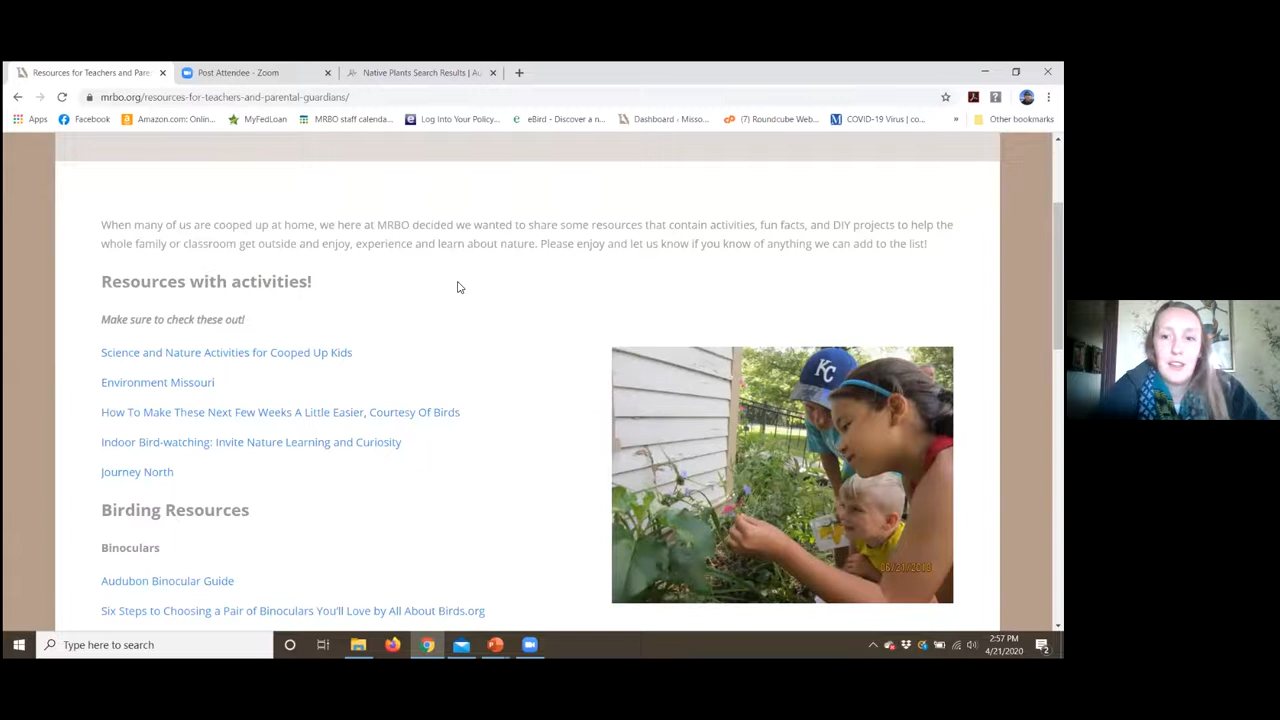 Resources for Teachers and Pare
Post Attendee - Zoom
Native Plants Search Results | Au
mrbo.org/resources-for-teachers-and-parental-guardians/
Apps
Facebook
Amazon.com: Onlin...
MyFedLoan
MRBO staff calenda...
Log Into Your Policy...
eBird - Discover a n...
Dashboard ‹ Misso...
(7) Roundcube Web...
COVID-19 Virus | co...
»
Other bookmarks
When many of us are cooped up at home, we here at MRBO decided we wanted to share some resources that contain activities, fun facts, and DIY projects to help the
whole family or classroom get outside and enjoy, experience and learn about nature. Please enjoy and let us know if you know of anything we can add to the list!
Resources with activities!
Make sure to check these out!
Science and Nature Activities for Cooped Up Kids
Environment Missouri
How To Make These Next Few Weeks A Little Easier, Courtesy Of Birds
Indoor Bird-watching: Invite Nature Learning and Curiosity
Journey North
KC
Birding Resources
Binoculars
Audubon Binocular Guide
Six Steps to Choosing a Pair of Binoculars You'll Love by All About Birds.org
Type here to search
2:57 PM
4/21/2020
2